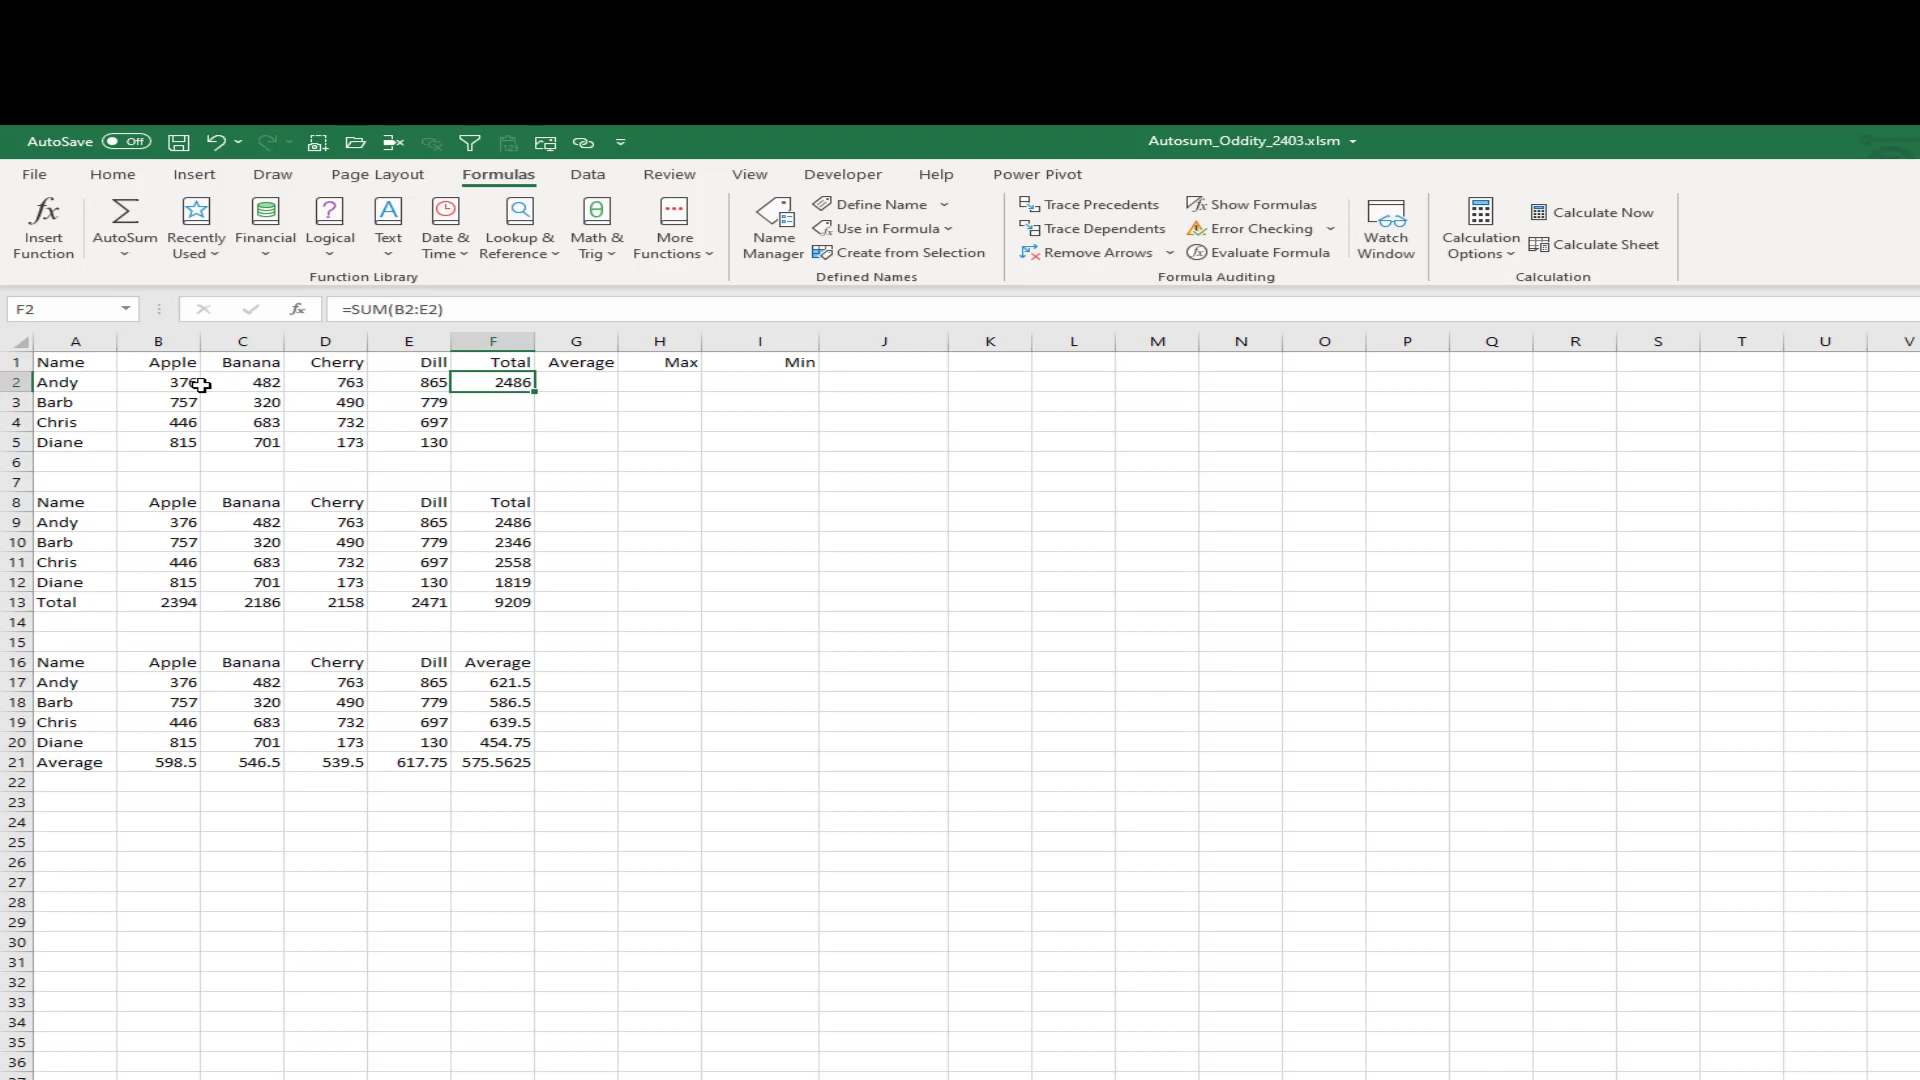 AutoSave Off Autosum_Oddity_2403.xlsm
File Home Insert Draw Page Layout Formulas Data Review View Developer Help Power Pivot
Insert Function AutoSum Recently Used Financial Logical Text Date & Time Lookup & Reference Math & Trig More Functions
Function Library
Name Manager Define Name Use in Formula Create from Selection
Defined Names
Trace Precedents Show Formulas
Trace Dependents Error Checking
Remove Arrows Evaluate Formula
Formula Auditing
Watch Window
Calculation Options Calculate Now Calculate Sheet
Calculation
F2 fx =SUM(B2:E2)
A B C D E F G H I J K L M N O P Q R S T U V
1 Name Apple Banana Cherry Dill Total Average Max Min
2 Andy 376 482 763 865 2486
3 Barb 757 320 490 779
4 Chris 446 683 732 697
5 Diane 815 701 173 130
6
7
8 Name Apple Banana Cherry Dill Total
9 Andy 376 482 763 865 2486
10 Barb 757 320 490 779 2346
11 Chris 446 683 732 697 2558
12 Diane 815 701 173 130 1819
13 Total 2394 2186 2158 2471 9209
14
15
16 Name Apple Banana Cherry Dill Average
17 Andy 376 482 763 865 621.5
18 Barb 757 320 490 779 586.5
19 Chris 446 683 732 697 639.5
20 Diane 815 701 173 130 454.75
21 Average 598.5 546.5 539.5 617.75 575.5625
22
23
24
25
26
27
28
29
30
31
32
33
34
35
36